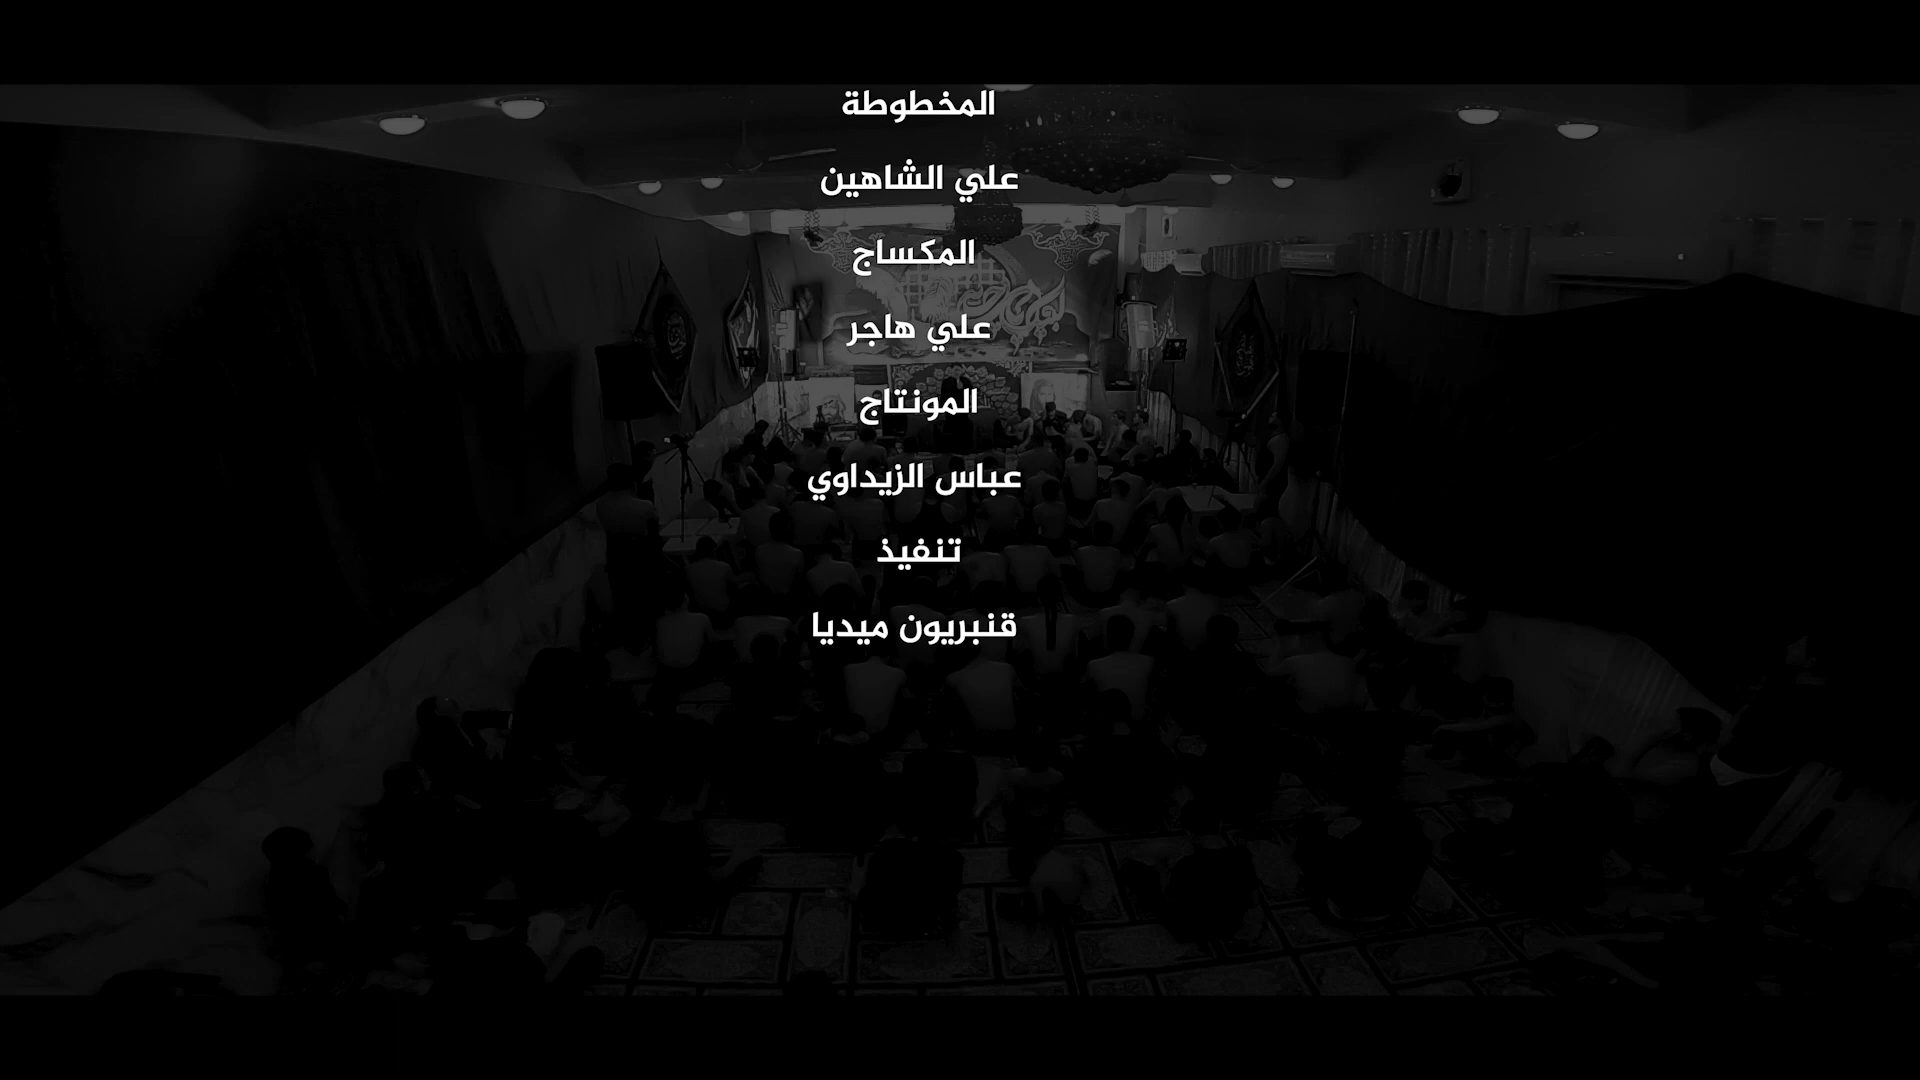 المخطوطة
علي الشاهين
المكساج
علي هاجر
المونتاج
عباس الزيداوي
تنفيذ
قنبريون ميديا